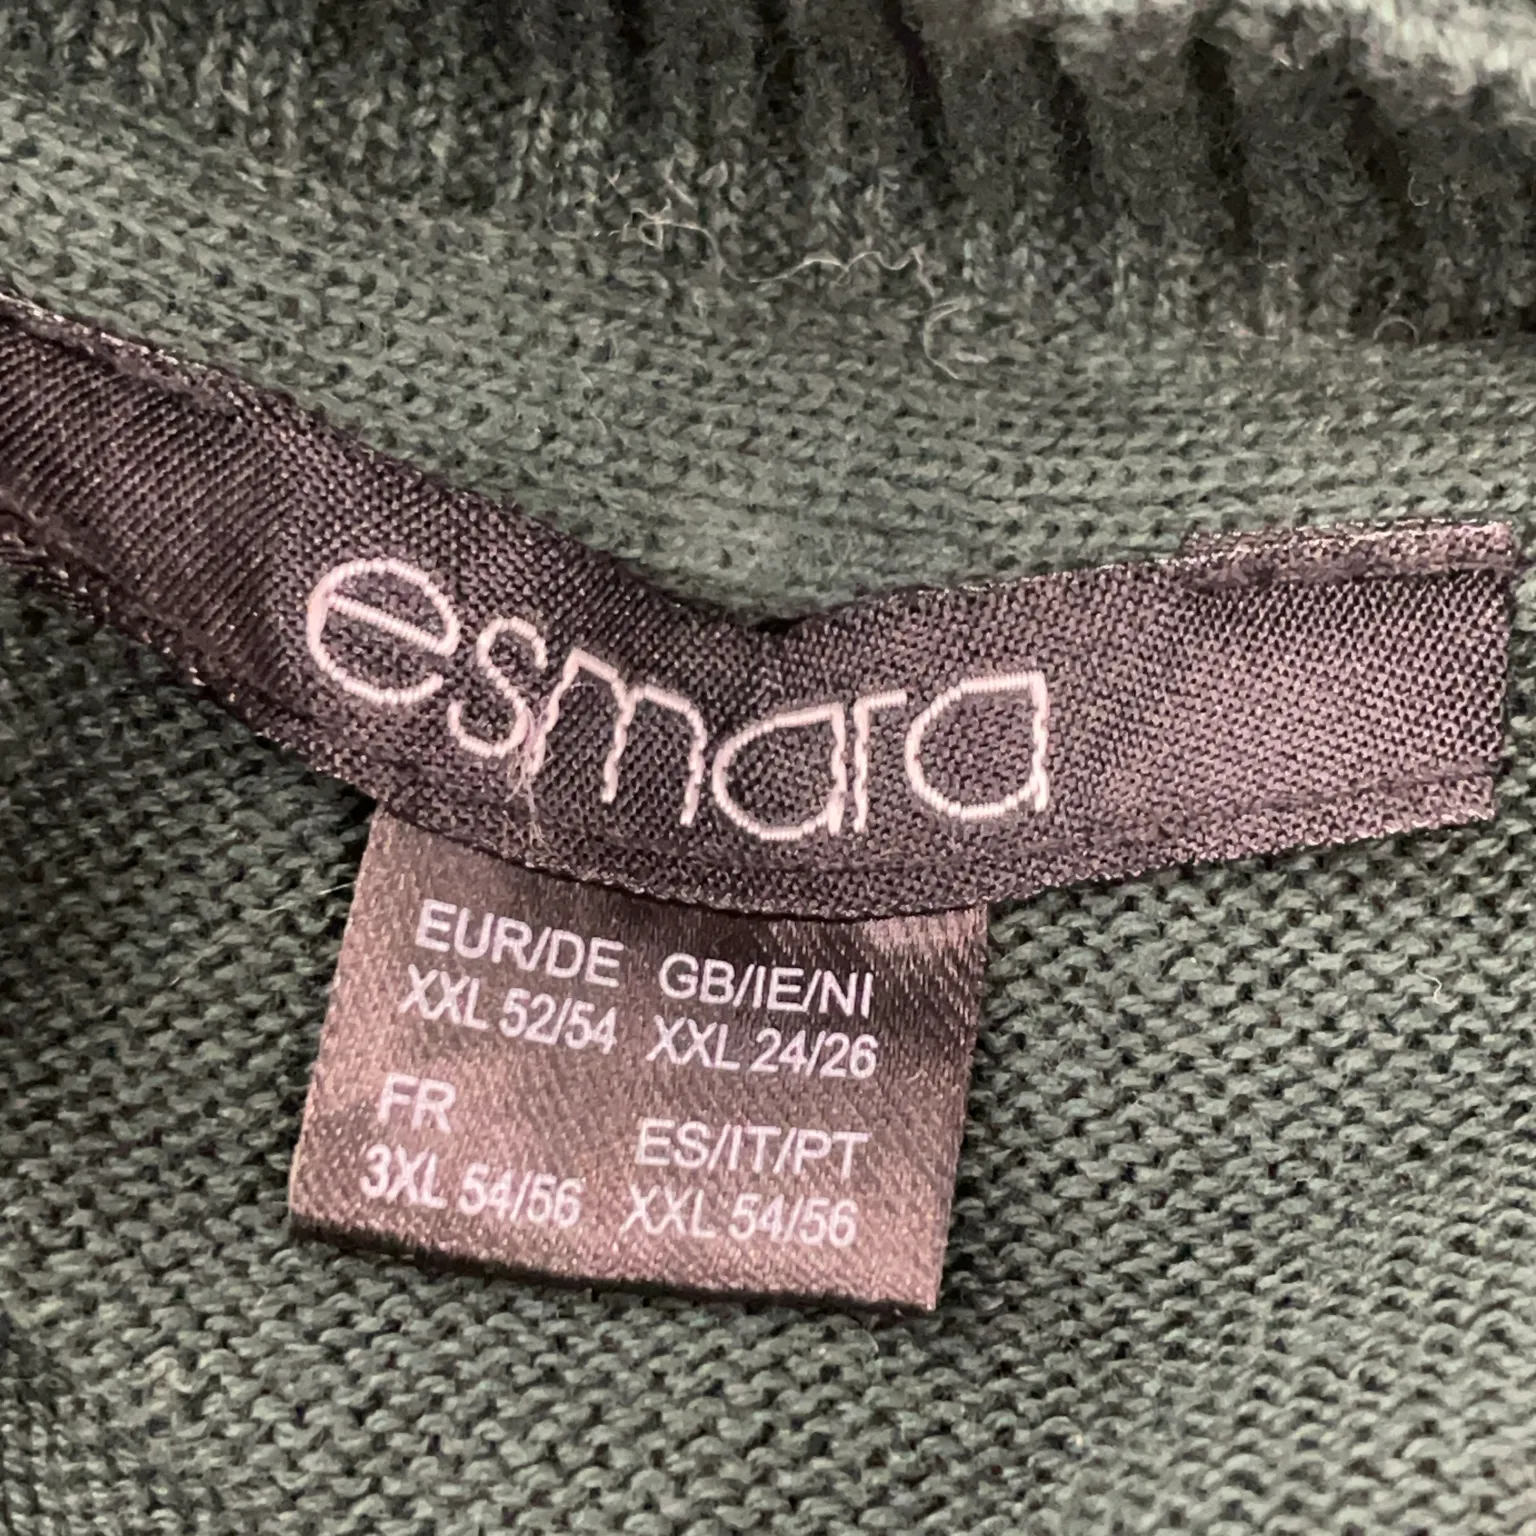 esmara
EUR/DE GB/IE/NI
XXL 52/54 XXL 24/26
FR ES/IT/PT
3XL 54/56 XXL 54/56